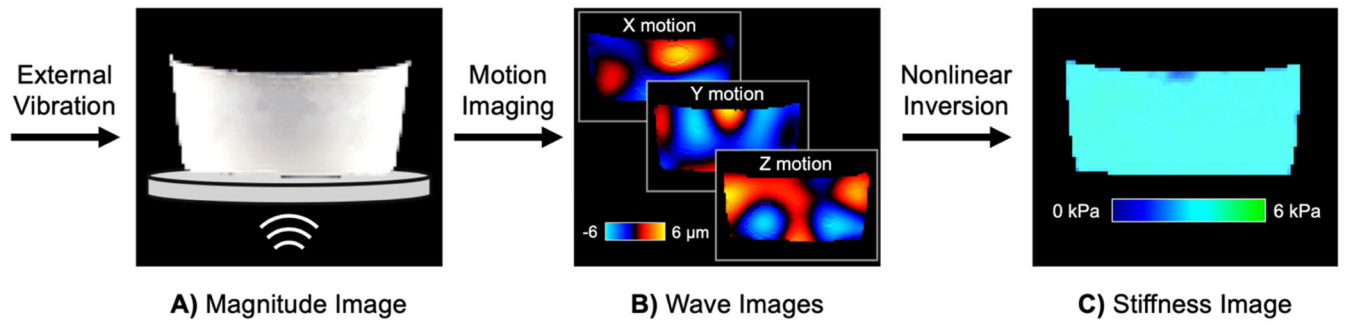 External
Vibration
Motion
Imaging
X motion
Y motion
Z motion
-6
6 μm
Nonlinear
Inversion
0 kPa
6 kPa
A) Magnitude Image
B) Wave Images
C) Stiffness Image